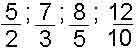 5/2 ; 7/3 ; 8/5 ; 12/10